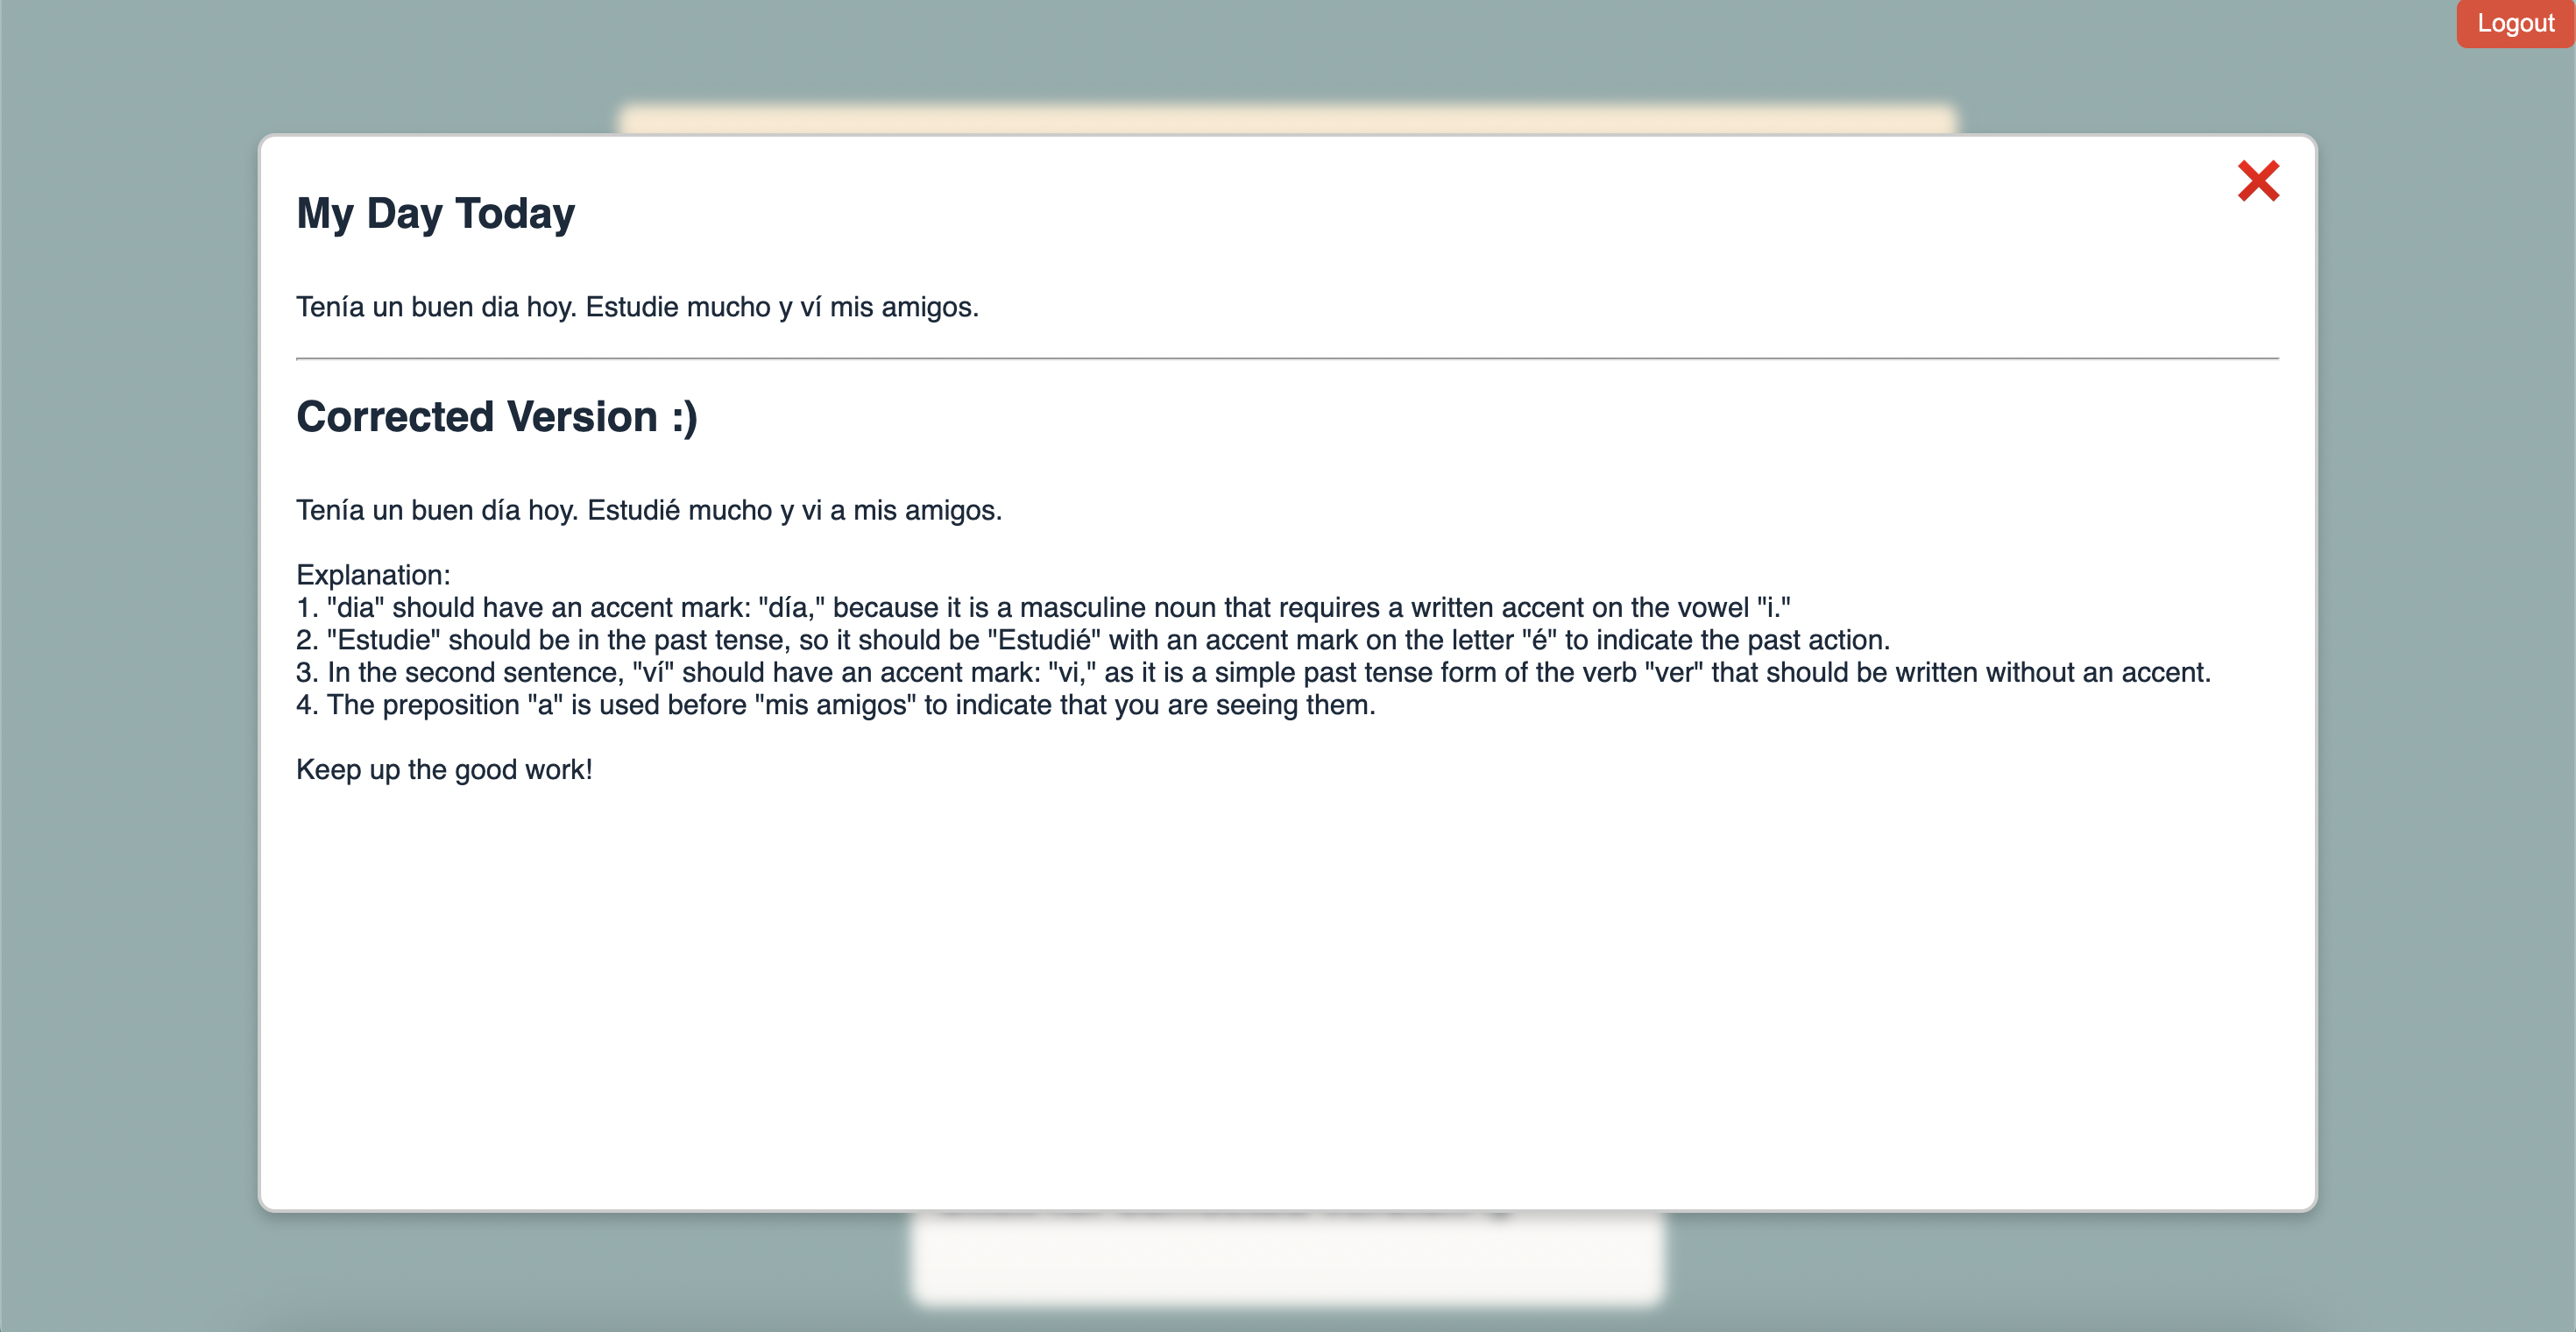 Logout
My Day Today
Tenía un buen dia hoy. Estudie mucho y ví mis amigos.
Corrected Version :)
Tenía un buen día hoy. Estudié mucho y vi a mis amigos.
Explanation:
1. "dia" should have an accent mark: "día," because it is a masculine noun that requires a written accent on the vowel "i."
2. "Estudie" should be in the past tense, so it should be "Estudié" with an accent mark on the letter "é" to indicate the past action.
3. In the second sentence, "ví" should have an accent mark: "vi," as it is a simple past tense form of the verb "ver" that should be written without an accent.
4. The preposition "a" is used before "mis amigos" to indicate that you are seeing them.
Keep up the good work!